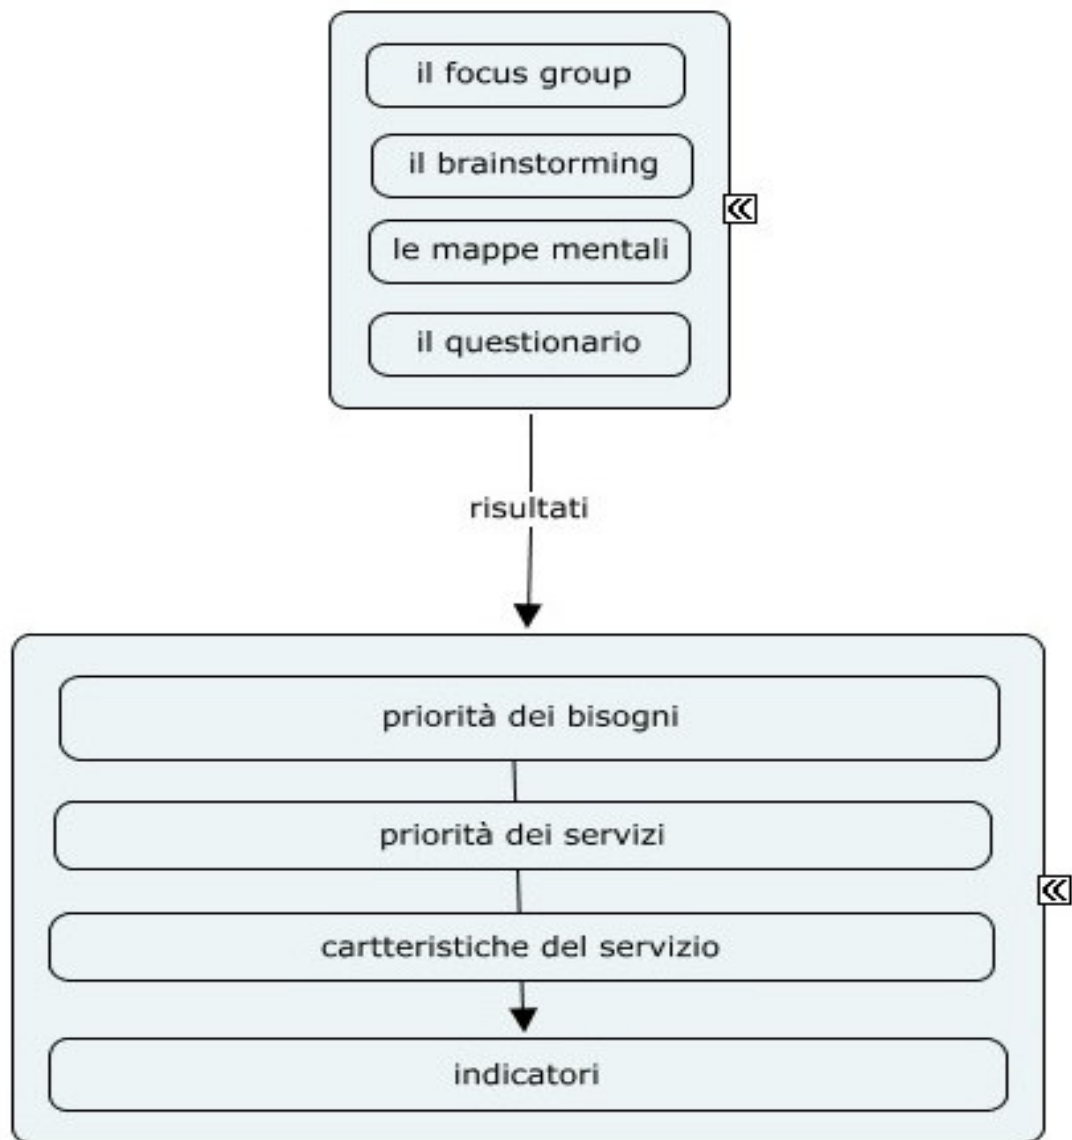 il focus group
il brainstorming
le mappe mentali
il questionario
risultati
priorità dei bisogni
priorità dei servizi
cartteristiche del servizio
indicatori